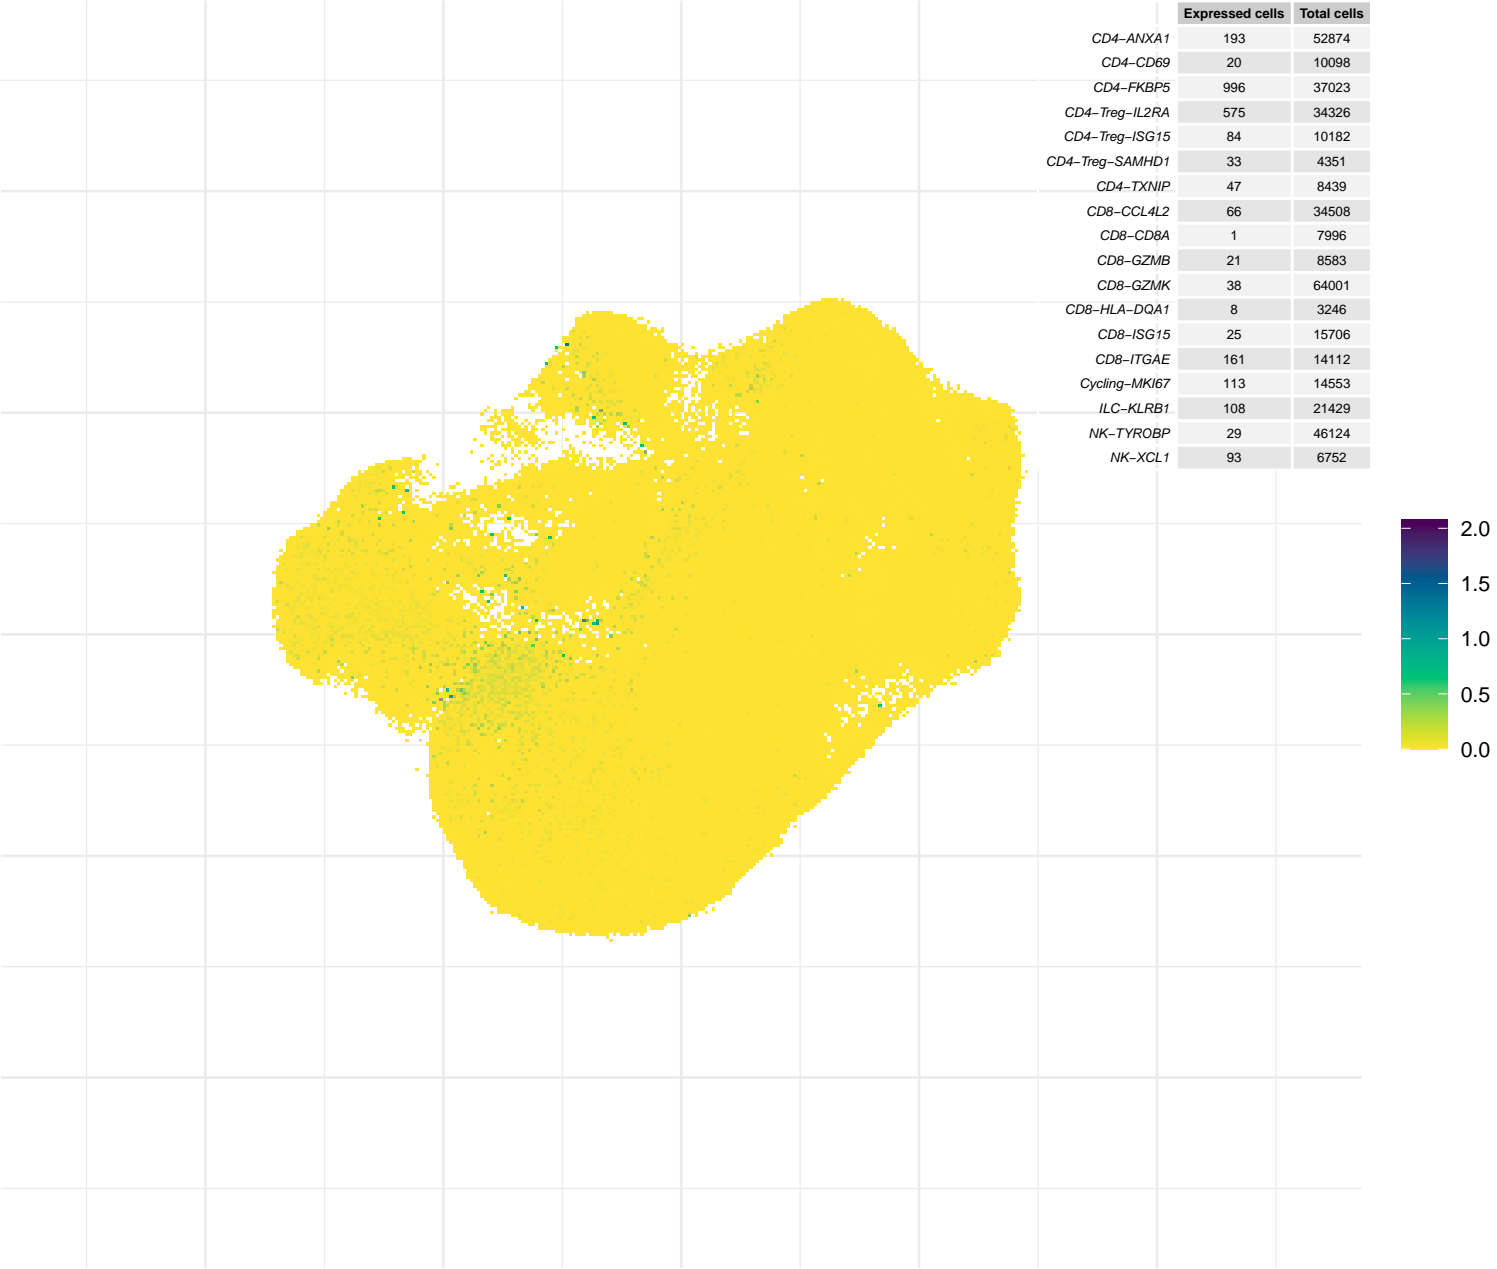 Expressed cells Total cells
CD4−ANXA1 193 52874
CD4−CD69 20 10098
CD4−FKBP5 996 37023
CD4−Treg−IL2RA 575 34326
CD4−Treg−ISG15 84 10182
CD4−Treg−SAMHD1 33 4351
CD4−TXNIP 47 8439
CD8−CCL4L2 66 34508
CD8−CD8A 1 7996
CD8−GZMB 21 8583
CD8−GZMK 38 64001
CD8−HLA−DQA1 8 3246
CD8−ISG15 25 15706
CD8−ITGAE 161 14112
Cycling−MKI67 113 14553
ILC−KLRB1 108 21429
NK−TYROBP 29 46124
NK−XCL1 93 6752
2.0
1.5
1.0
0.5
0.0